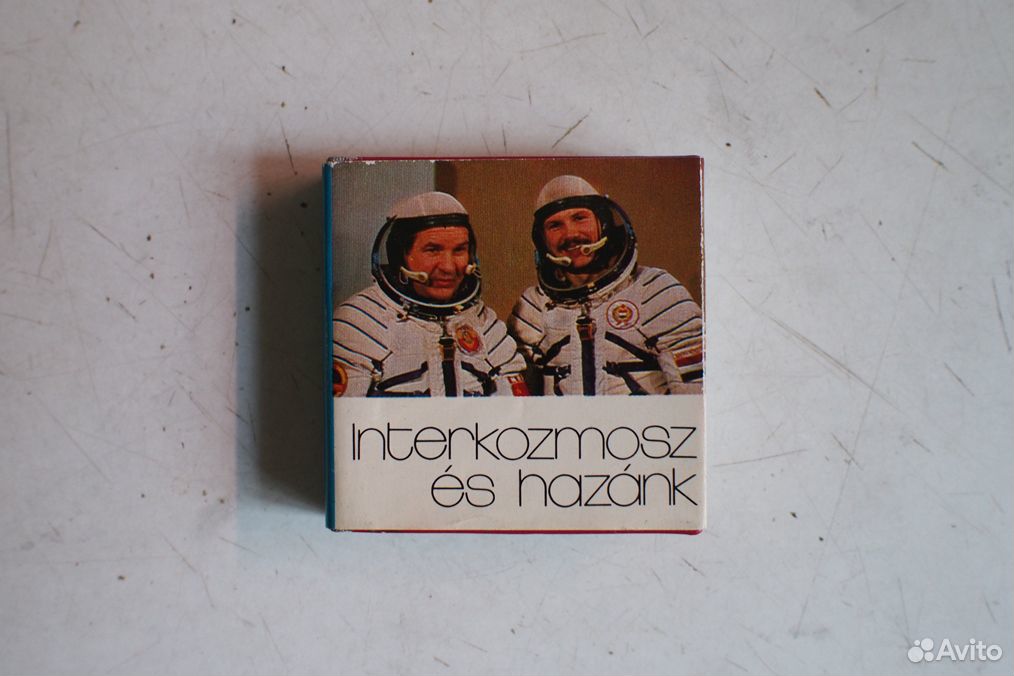 Interkozmosz
és hazánk
Avito